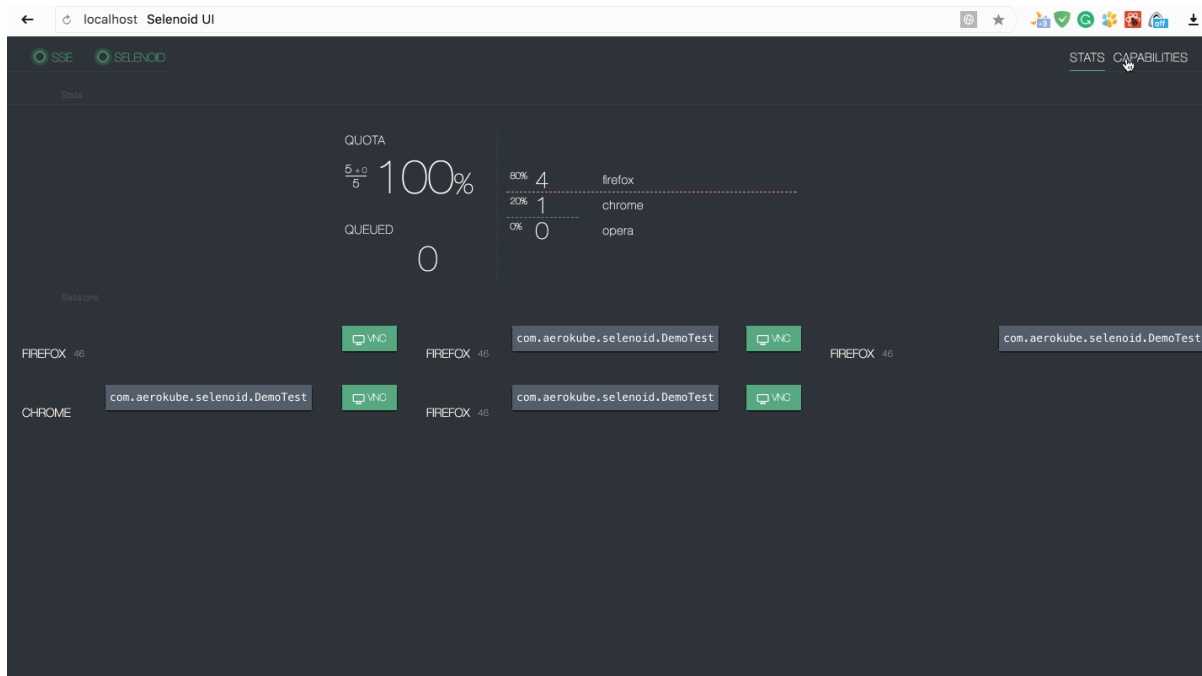 localhost Selenoid UI
-3
off
SSE SELENOID
STATS CAPABILITIES
Stats
QUOTA
5+0
5
100%
80% 4 firefox
20% 1 chrome
0% 0 opera
QUEUED
0
Sessions
FIREFOX 46 VNC
FIREFOX 46 com.aerokube.selenoid.DemoTest VNC
FIREFOX 46 com.aerokube.selenoid.DemoTest
CHROME com.aerokube.selenoid.DemoTest VNC
FIREFOX 46 com.aerokube.selenoid.DemoTest VNC